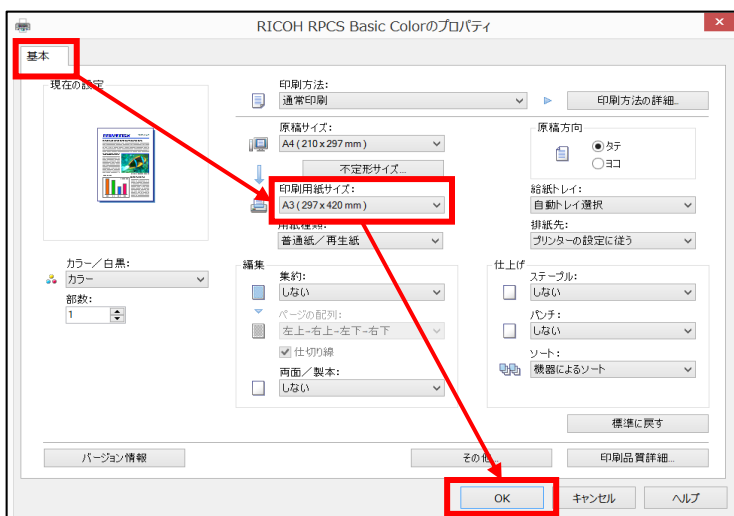 RICOH RPCS Basic Colorのプロパティ
基本
現在の設定
印刷方法:
通常印刷
印刷方法の詳細...
原稿サイズ:
A4 ( 210 x 297 mm )
不定形サイズ...
原稿方向
タテ
ヨコ
印刷用紙サイズ:
A3 ( 297 x 420 mm )
用紙種類:
普通紙／再生紙
給紙トレイ:
自動トレイ選択
排紙先:
プリンターの設定に従う
カラー／白黒:
カラー
部数:
1
編集
集約:
しない
ページの配列:
左上→右上→左下→右下
仕切り線
両面／製本:
しない
仕上げ
ステープル:
しない
パンチ:
しない
ソート:
機器によるソート
標準に戻す
バージョン情報
その他...
印刷品質詳細...
OK
キャンセル
ヘルプ